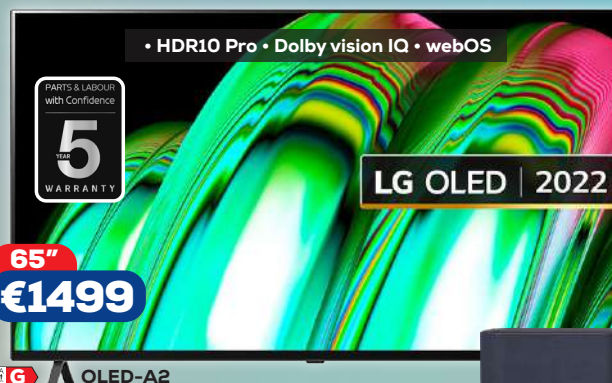 • HDR10 Pro • Dolby vision IQ • webOS
PARTS & LABOUR
with Confidence
5
YEAR
WARRANTY
LG OLED | 2022
65”
€1499
G
OLED-A2